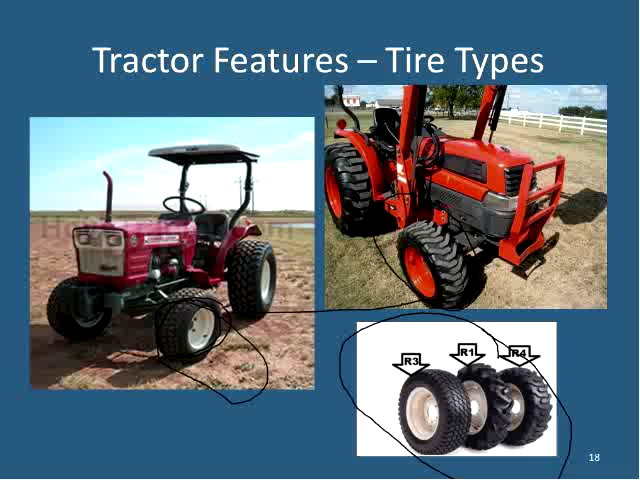 Tractor Features – Tire Types
R3
R1
R4
18